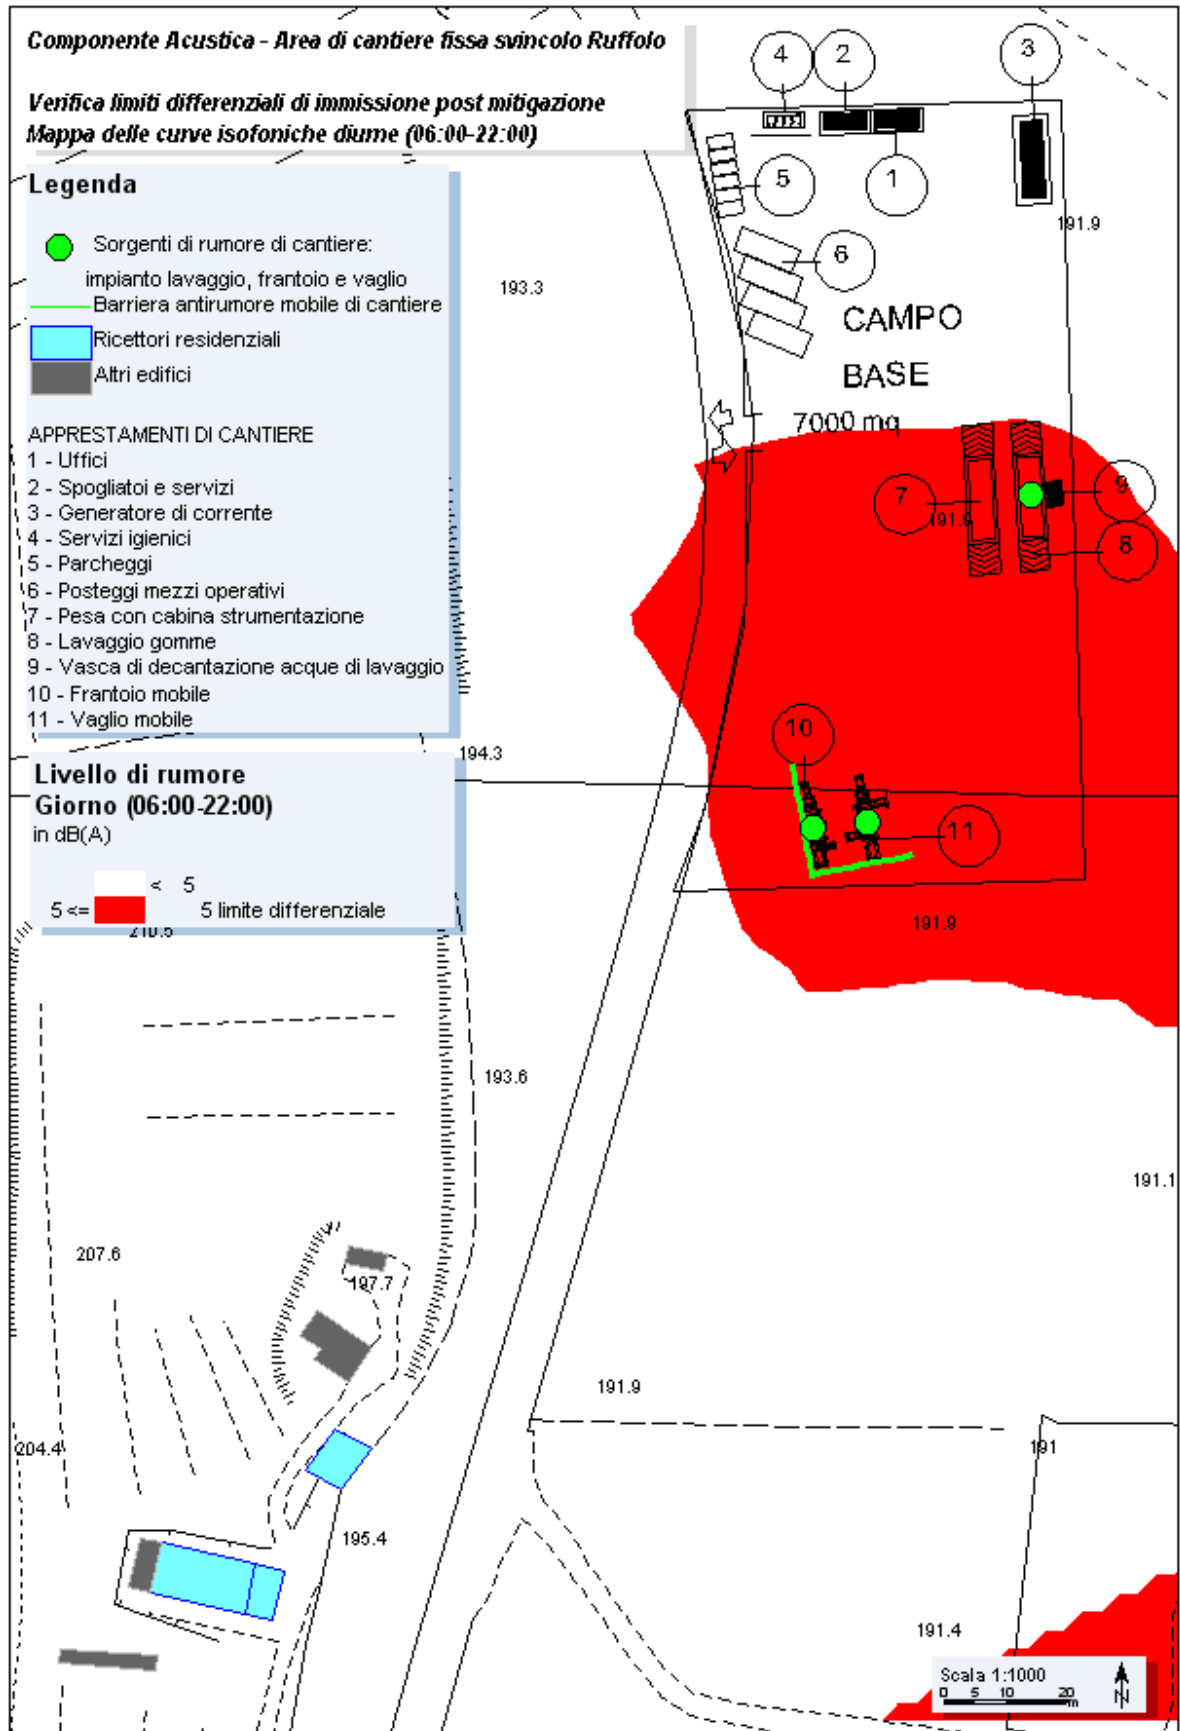 Componente Acustica - Area di cantiere fissa svincolo Ruffolo
Verifica limiti differenziali di immissione post mitigazione
Mappa delle curve isofoniche diurne (06:00-22:00)
Legenda
Sorgenti di rumore di cantiere:
impianto lavaggio, frantoio e vaglio
Barriera antirumore mobile di cantiere
Ricettori residenziali
Altri edifici
APPRESTAMENTI DI CANTIERE
1 - Uffici
2 - Spogliatoi e servizi
3 - Generatore di corrente
4 - Servizi igienici
5 - Parcheggi
6 - Posteggi mezzi operativi
7 - Pesa con cabina strumentazione
8 - Lavaggio gomme
9 - Vasca di decantazione acque di lavaggio
10 - Frantoio mobile
11 - Vaglio mobile
Livello di rumore
Giorno (06:00-22:00)
in dB(A)
< 5
5 <= 5 limite differenziale
4
2
3
5
1
191.9
6
193.3
CAMPO
BASE
7000 mq
7
191.9
9
8
10
194.3
11
191.9
210.5
193.6
191.1
207.6
197.7
191.9
204.4
191
195.4
191.4
Scala 1:1000
0 5 10 20
m
N